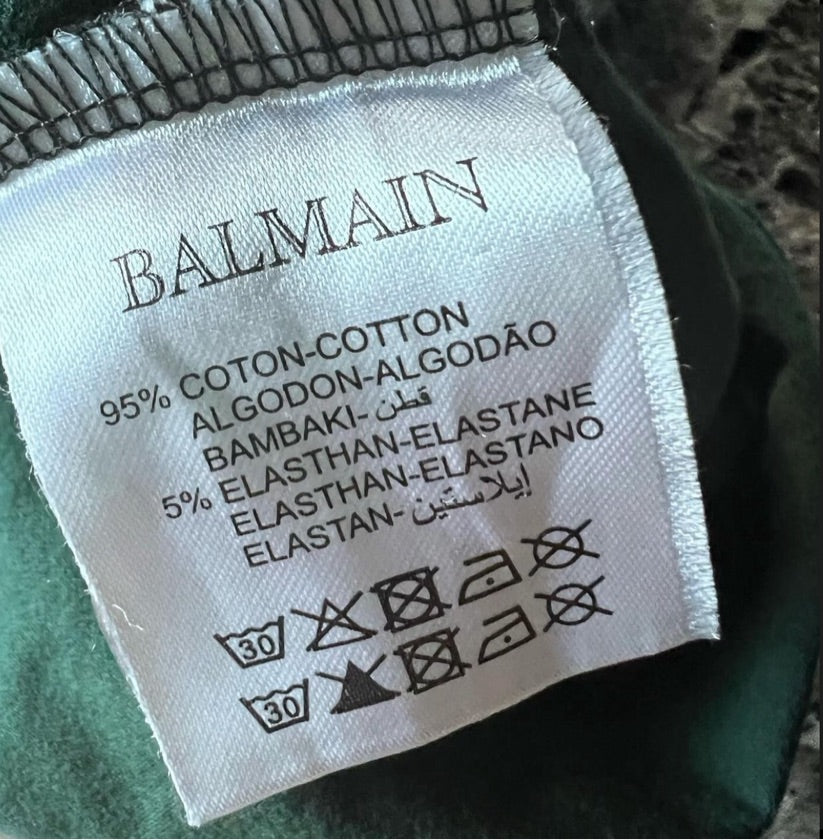 BALMAIN
95% COTON-COTTON
ALGODON-ALGODÃO
BAMBAKI-قطن
5% ELASTHAN-ELASTANE
ELASTHAN-ELASTANO
ELASTAN-إيلاستين
30
30